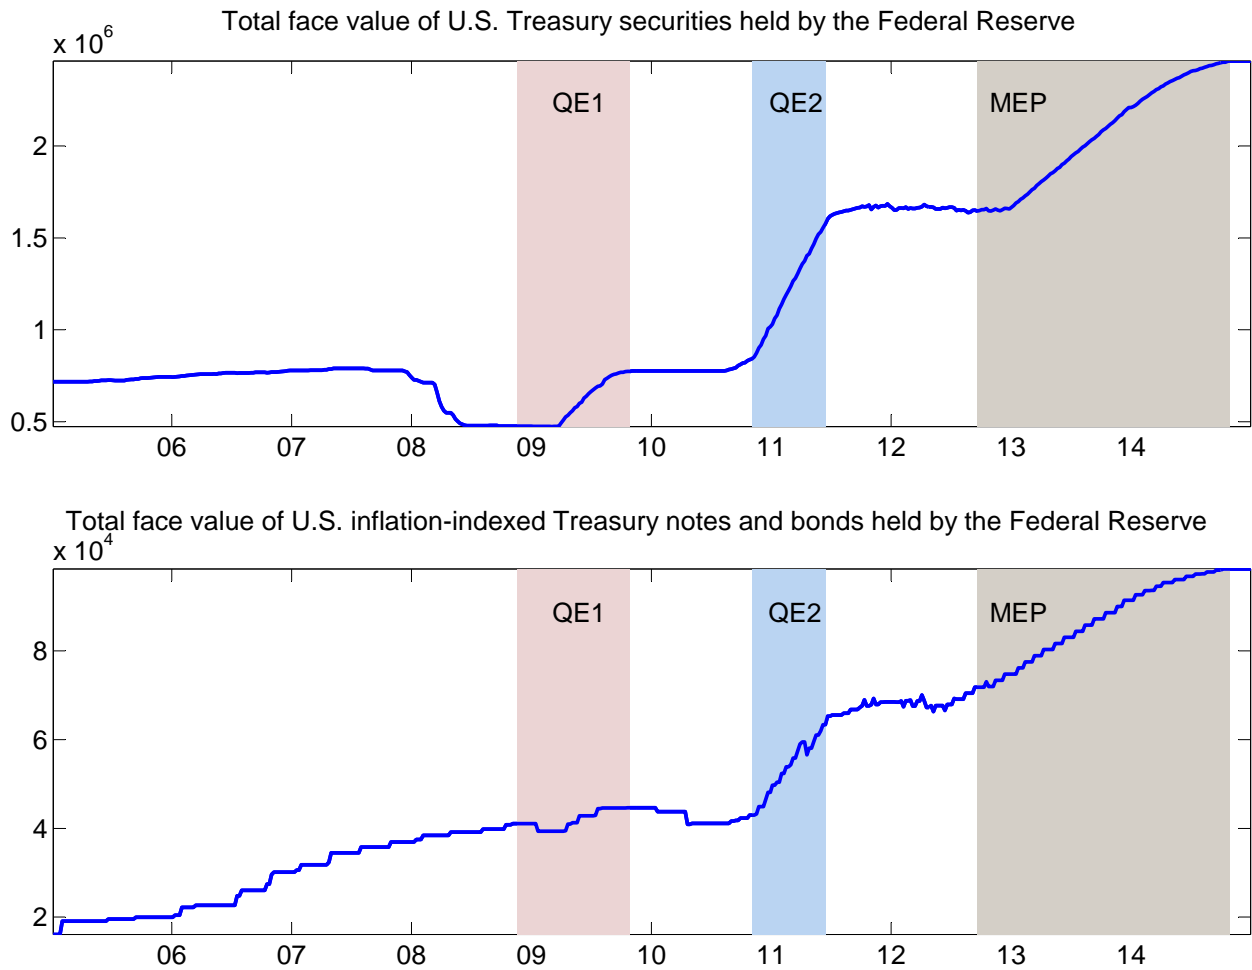 Total face value of U.S. Treasury securities held by the Federal Reserve
x 10^6
QE1 QE2 MEP
2
1.5
1
0.5
06 07 08 09 10 11 12 13 14
Total face value of U.S. inflation-indexed Treasury notes and bonds held by the Federal Reserve
x 10^4
QE1 QE2 MEP
8
6
4
2
06 07 08 09 10 11 12 13 14